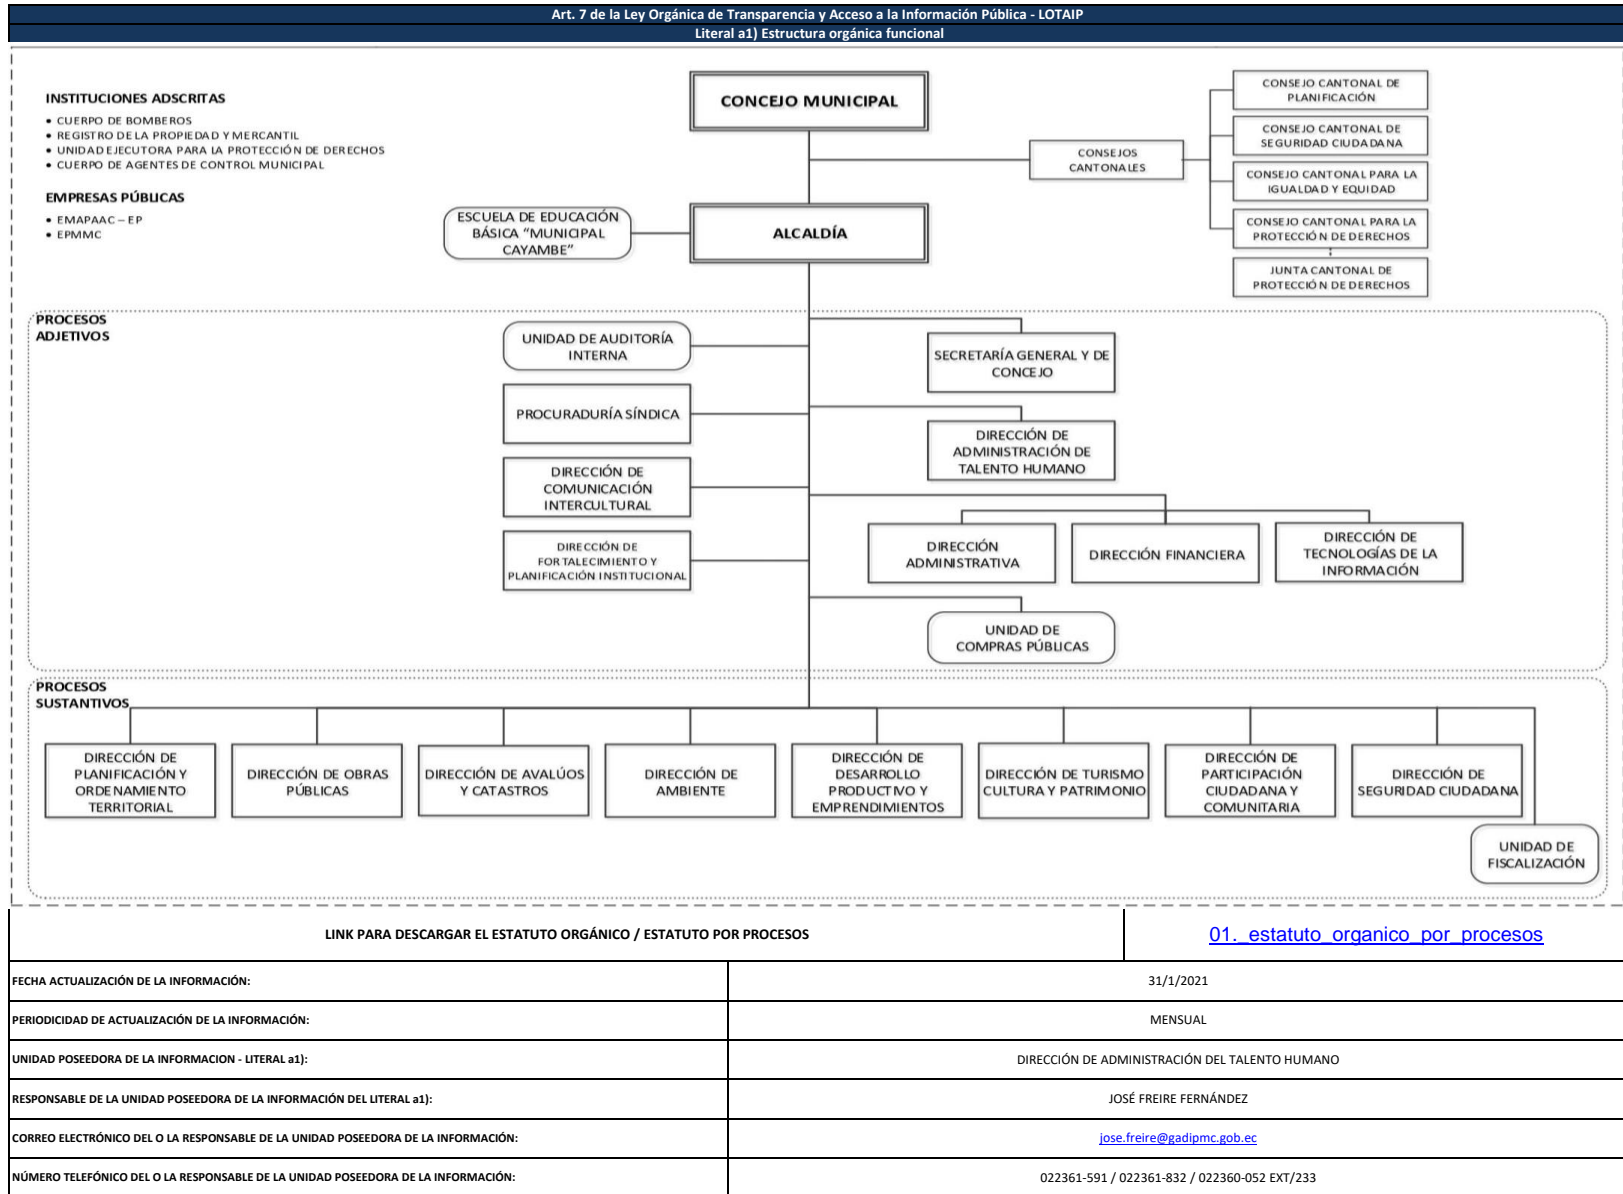 Art. 7 de la Ley Orgánica de Transparencia y Acceso a la Información Pública - LOTAIP
Literal a1) Estructura orgánica funcional
INSTITUCIONES ADSCRITAS
• CUERPO DE BOMBEROS
• REGISTRO DE LA PROPIEDAD Y MERCANTIL
• UNIDAD EJECUTORA PARA LA PROTECCIÓN DE DERECHOS
• CUERPO DE AGENTES DE CONTROL MUNICIPAL
EMPRESAS PÚBLICAS
• EMAPAAC – EP
• EPMMC
CONCEJO MUNICIPAL
CONSEJOS
CANTONALES
CONSEJO CANTONAL DE
PLANIFICACIÓN
CONSEJO CANTONAL DE
SEGURIDAD CIUDADANA
CONSEJO CANTONAL PARA LA
IGUALDAD Y EQUIDAD
CONSEJO CANTONAL PARA LA
PROTECCIÓN DE DERECHOS
JUNTA CANTONAL DE
PROTECCIÓN DE DERECHOS
ESCUELA DE EDUCACIÓN
BÁSICA “MUNICIPAL
CAYAMBE”
ALCALDÍA
PROCESOS
ADJETIVOS
UNIDAD DE AUDITORÍA
INTERNA
SECRETARÍA GENERAL Y DE
CONCEJO
PROCURADURÍA SÍNDICA
DIRECCIÓN DE
ADMINISTRACIÓN DE
TALENTO HUMANO
DIRECCIÓN DE
COMUNICACIÓN
INTERCULTURAL
DIRECCIÓN DE
FORTALECIMIENTO Y
PLANIFICACIÓN INSTITUCIONAL
DIRECCIÓN
ADMINISTRATIVA
DIRECCIÓN FINANCIERA
DIRECCIÓN DE
TECNOLOGÍAS DE LA
INFORMACIÓN
UNIDAD DE
COMPRAS PÚBLICAS
PROCESOS
SUSTANTIVOS
DIRECCIÓN DE
PLANIFICACIÓN Y
ORDENAMIENTO
TERRITORIAL
DIRECCIÓN DE OBRAS
PÚBLICAS
DIRECCIÓN DE AVALÚOS
Y CATASTROS
DIRECCIÓN DE
AMBIENTE
DIRECCIÓN DE
DESARROLLO
PRODUCTIVO Y
EMPRENDIMIENTOS
DIRECCIÓN DE TURISMO
CULTURA Y PATRIMONIO
DIRECCIÓN DE
PARTICIPACIÓN
CIUDADANA Y
COMUNITARIA
DIRECCIÓN DE
SEGURIDAD CIUDADANA
UNIDAD DE
FISCALIZACIÓN
LINK PARA DESCARGAR EL ESTATUTO ORGÁNICO / ESTATUTO POR PROCESOS
01._estatuto_organico_por_procesos
FECHA ACTUALIZACIÓN DE LA INFORMACIÓN:
31/1/2021
PERIODICIDAD DE ACTUALIZACIÓN DE LA INFORMACIÓN:
MENSUAL
UNIDAD POSEEDORA DE LA INFORMACION - LITERAL a1):
DIRECCIÓN DE ADMINISTRACIÓN DEL TALENTO HUMANO
RESPONSABLE DE LA UNIDAD POSEEDORA DE LA INFORMACIÓN DEL LITERAL a1):
JOSÉ FREIRE FERNÁNDEZ
CORREO ELECTRÓNICO DEL O LA RESPONSABLE DE LA UNIDAD POSEEDORA DE LA INFORMACIÓN:
jose.freire@gadipmc.gob.ec
NÚMERO TELEFÓNICO DEL O LA RESPONSABLE DE LA UNIDAD POSEEDORA DE LA INFORMACIÓN:
022361-591 / 022361-832 / 022360-052 EXT/233